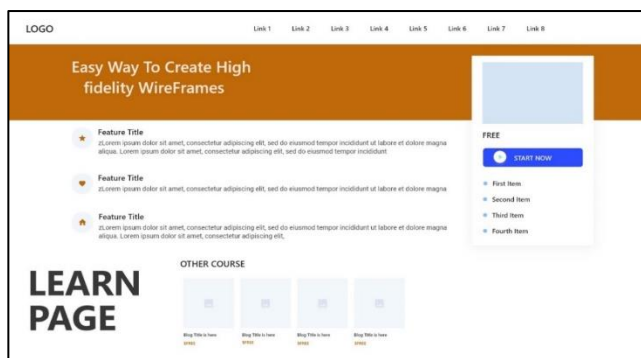 LOGO
Link 1 Link 2 Link 3 Link 4 Link 5 Link 6 Link 7 Link 8
Easy Way To Create High
fidelity WireFrames
Feature Title
zLorem ipsum dolor sit amet, consectetur adipiscing elit, sed do eiusmod tempor incididunt ut labore et dolore magna
aliqua. Lorem ipsum dolor sit amet, consectetur adipiscing elit, sed do eiusmod tempor incididunt
Feature Title
zLorem ipsum dolor sit amet, consectetur adipiscing elit, sed do eiusmod tempor incididunt ut labore et dolore magna
Feature Title
zLorem ipsum dolor sit amet, consectetur adipiscing elit, sed do eiusmod tempor incididunt ut labore et dolore magna
aliqua. Lorem ipsum dolor sit amet, consectetur adipiscing elit,
FREE
START NOW
First Item
Second Item
Third Item
Fourth Item
LEARN
PAGE
OTHER COURSE
Blog Title is here Blog Title is here Blog Title is here Blog Title is here